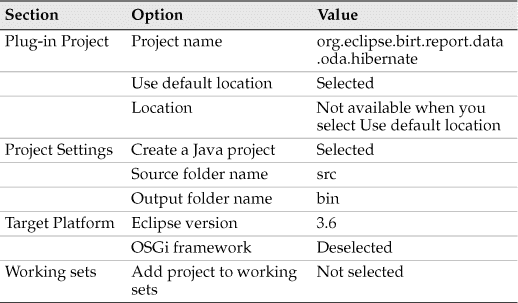 Section Option Value
Plug-in Project Project name org.eclipse.birt.report.data
.oda.hibernate
Use default location Selected
Location Not available when you
select Use default location
Project Settings Create a Java project Selected
Source folder name src
Output folder name bin
Target Platform Eclipse version 3.6
OSGi framework Deselected
Working sets Add project to working Not selected
sets